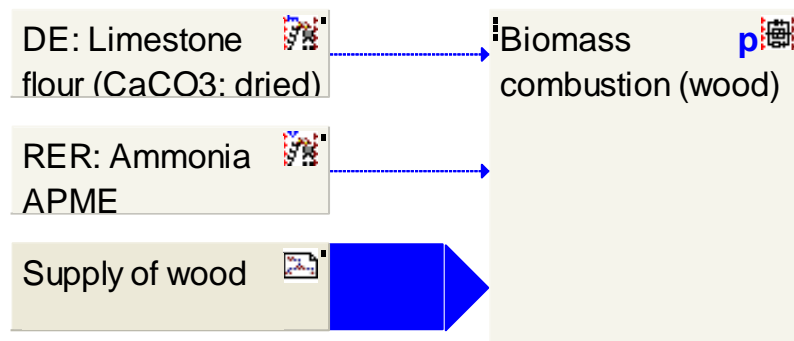 DE: Limestone
flour (CaCO3: dried)
RER: Ammonia
APME
Supply of wood
Biomass p
combustion (wood)